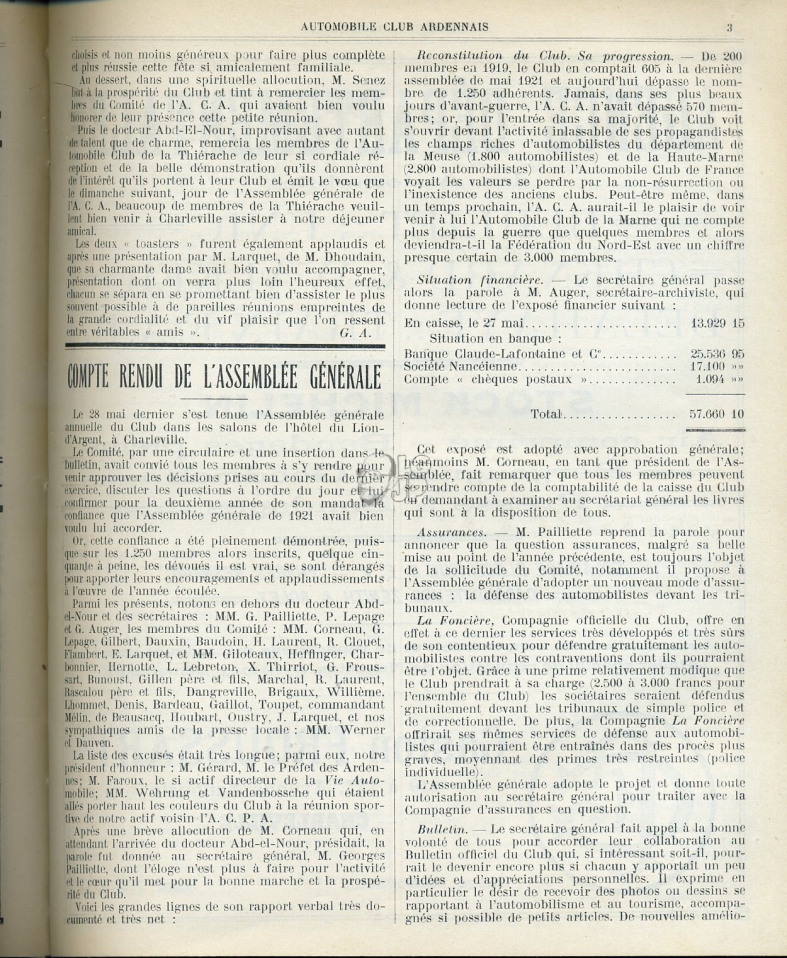 AUTOMOBILE CLUB ARDENNAIS
3
choisis et non moins généreux pour faire plus complète
et plus réussie cette fête si amicalement familiale.
Au dessert, dans une spirituelle allocution, M. Senez
but à la prospérité du Club et tint à remercier les mem-
bres du Comité de l'A. C. A. qui avaient bien voulu
honorer de leur présence cette petite réunion.
Puis le docteur Abd-El-Nour, improvisant avec autant
de talent que de charme, remercia les membres de l'Au-
tomobile Club de la Thiérache de leur si cordiale ré-
ception et de la belle démonstration qu'ils donnèrent
de l'intérêt qu'ils portent à leur Club et émit le vœu que
le dimanche suivant, jour de l'Assemblée générale de
l'A. C. A., beaucoup de membres de la Thiérache veuil-
lent bien venir à Charleville assister à notre déjeuner
amical.
Les deux « toasters » furent également applaudis et
après une présentation par M. Larquet, de M. Dhoudain,
que sa charmante dame avait bien voulu accompagner,
présentation dont on verra plus loin l'heureux effet,
chacun se sépara en se promettant bien d'assister le plus
souvent possible à de pareilles réunions empreintes de
la grande cordialité et du vif plaisir que l'on ressent
entre véritables « amis ». G. A.
COMPTE RENDU DE L'ASSEMBLÉE GÉNÉRALE
Le 28 mai dernier s'est tenue l'Assemblée générale
annuelle du Club dans les salons de l'hôtel du Lion-
d'Argent, à Charleville.
Le Comité, par une circulaire et une insertion dans le
bulletin, avait convié tous les membres à s'y rendre pour
venir approuver les décisions prises au cours du dernier
exercice, discuter les questions à l'ordre du jour et lui
confirmer pour la deuxième année de son mandat la
confiance que l'Assemblée générale de 1921 avait bien
voulu lui accorder.
Or, cette confiance a été pleinement démontrée, puis-
que sur les 1.250 membres alors inscrits, quelque cin-
quante à peine, les dévoués il est vrai, se sont dérangés
pour apporter leurs encouragements et applaudissements
à l'œuvre de l'année écoulée.
Parmi les présents, notons en dehors du docteur Abd-
el-Nour et des secrétaires : MM. G. Pailliette, P. Lepage
et G. Auger, les membres du Comité : MM. Corneau, G.
Lepage, Gilbert, Dauxin, Baudoin, H. Laurent, R. Clouet,
Flambert, E. Larquet, et MM. Giloteaux, Heffinger, Char-
bonnier, Hernotte, L. Lebreton, X. Thirriot, G. Frous-
sart, Bunoust, Gillen père et fils, Marchal, R. Laurent,
Rascalou père et fils, Dangreville, Brigaux, Willième,
Lhommet, Denis, Bardeau, Gaillot, Toupet, commandant
Mélin, de Beausacq, Houbart, Oustry, J. Larquet, et nos
sympathiques amis de la presse locale : MM. Werner
et Dauven.
La liste des excusés était très longue; parmi eux, notre
président d'honneur : M. Gérard, M. le Préfet des Arden-
nes; M. Faroux, le si actif directeur de la Vie Auto-
mobile; MM. Wehrung et Vandenbossche qui étaient
allés porter haut les couleurs du Club à la réunion spor-
tive de notre actif voisin l'A. C. P. A.
Après une brève allocution de M. Corneau qui, en
attendant l'arrivée du docteur Abd-el-Nour, présidait, la
parole fut donnée au secrétaire général, M. Georges
Pailliette, dont l'éloge n'est plus à faire pour l'activité
et le cœur qu'il met pour la bonne marche et la prospé-
rité du Club.
Voici les grandes lignes de son rapport verbal très do-
cumenté et très net :
Reconstitution du Club. Sa progression. — De 200
membres en 1919, le Club en comptait 605 à la dernière
assemblée de mai 1921 et aujourd'hui dépasse le nom-
bre de 1.250 adhérents. Jamais, dans ses plus beaux
jours d'avant-guerre, l'A. C. A. n'avait dépassé 570 mem-
bres; or, pour l'entrée dans sa majorité, le Club voit
s'ouvrir devant l'activité inlassable de ses propagandistes
les champs riches d'automobilistes du département de
la Meuse (1.800 automobilistes) et de la Haute-Marne
(2.800 automobilistes) dont l'Automobile Club de France
voyait les valeurs se perdre par la non-résurrection ou
l'inexistence des anciens clubs. Peut-être même, dans
un temps prochain, l'A. C. A. aurait-il le plaisir de voir
venir à lui l'Automobile Club de la Marne qui ne compte
plus depuis la guerre que quelques membres et alors
deviendra-t-il la Fédération du Nord-Est avec un chiffre
presque certain de 3.000 membres.
Situation financière. — Le secrétaire général passe
alors la parole à M. Auger, secrétaire-archiviste, qui
donne lecture de l'exposé financier suivant :
En caisse, le 27 mai........................ 13.929 15
Situation en banque :
Banque Claude-Lafontaine et Cie............ 25.536 95
Société Nancéienne......................... 17.100 »»
Compte « chèques postaux ».............. 1.094 »»
Total.................. 57.660 10
Cet exposé est adopté avec approbation générale;
néanmoins M. Corneau, en tant que président de l'As-
semblée, fait remarquer que tous les membres peuvent
se rendre compte de la comptabilité de la caisse du Club
en demandant à examiner au secrétariat général les livres
qui sont à la disposition de tous.
Assurances. — M. Pailliette reprend la parole pour
annoncer que la question assurances, malgré sa belle
mise au point de l'année précédente, est toujours l'objet
de la sollicitude du Comité, notamment il propose à
l'Assemblée générale d'adopter un nouveau mode d'assu-
rances : la défense des automobilistes devant les tri-
bunaux.
La Foncière, Compagnie officielle du Club, offre en
effet à ce dernier les services très développés et très sûrs
de son contentieux pour défendre gratuitement les auto-
mobilistes contre les contraventions dont ils pourraient
être l'objet. Grâce à une prime relativement modique que
le Club prendrait à sa charge (2.500 à 3.000 francs pour
l'ensemble du Club) les sociétaires seraient défendus
gratuitement devant les tribunaux de simple police et
de correctionnelle. De plus, la Compagnie La Foncière
offrirait ses mêmes services de défense aux automobi-
listes qui pourraient être entraînés dans des procès plus
graves, moyennant des primes très restreintes (police
individuelle).
L'Assemblée générale adopte le projet et donne toute
autorisation au secrétaire général pour traiter avec la
Compagnie d'assurances en question.
Bulletin. — Le secrétaire général fait appel à la bonne
volonté de tous pour accorder leur collaboration au
Bulletin officiel du Club qui, si intéressant soit-il, pour-
rait le devenir encore plus si chacun y apportait un peu
d'idées et d'appréciations personnelles. Il exprime en
particulier le désir de recevoir des photos ou dessins se
rapportant à l'automobilisme et au tourisme, accompa-
gnés si possible de petits articles. De nouvelles amélio-